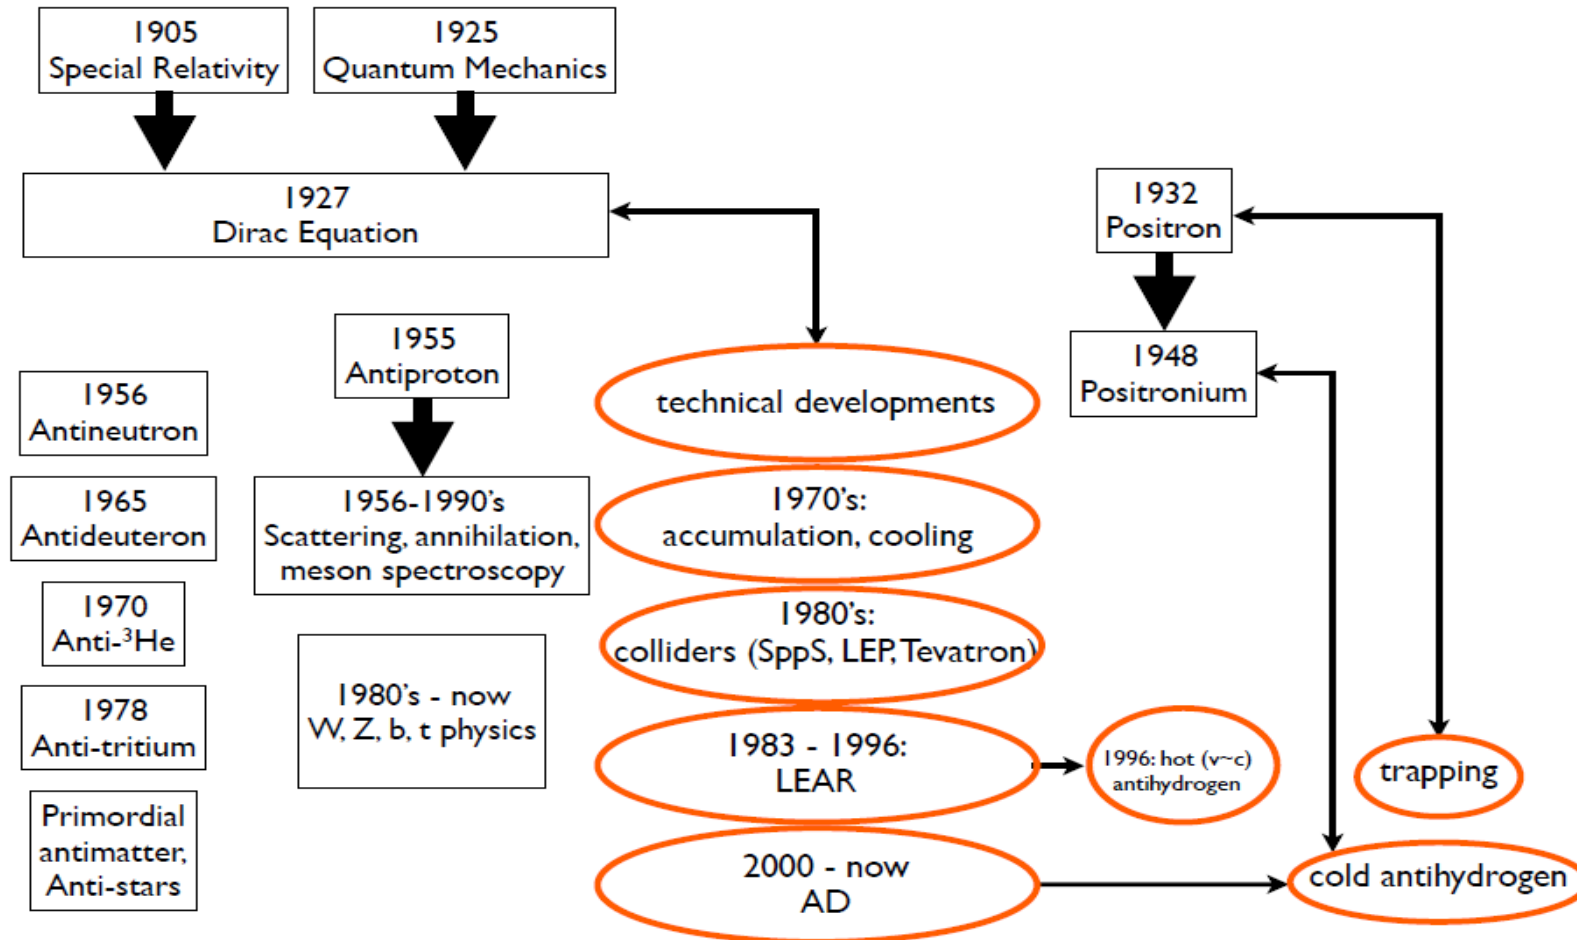 1905
Special Relativity
1925
Quantum Mechanics
1927
Dirac Equation
1932
Positron
1948
Positronium
1955
Antiproton
1956
Antineutron
1965
Antideuteron
1970
Anti-³He
1978
Anti-tritium
Primordial
antimatter,
Anti-stars
1956-1990's
Scattering, annihilation,
meson spectroscopy
1980's - now
W, Z, b, t physics
technical developments
1970's:
accumulation, cooling
1980's:
colliders (SppS, LEP, Tevatron)
1983 - 1996:
LEAR
2000 - now
AD
1996: hot (v~c)
antihydrogen
trapping
cold antihydrogen